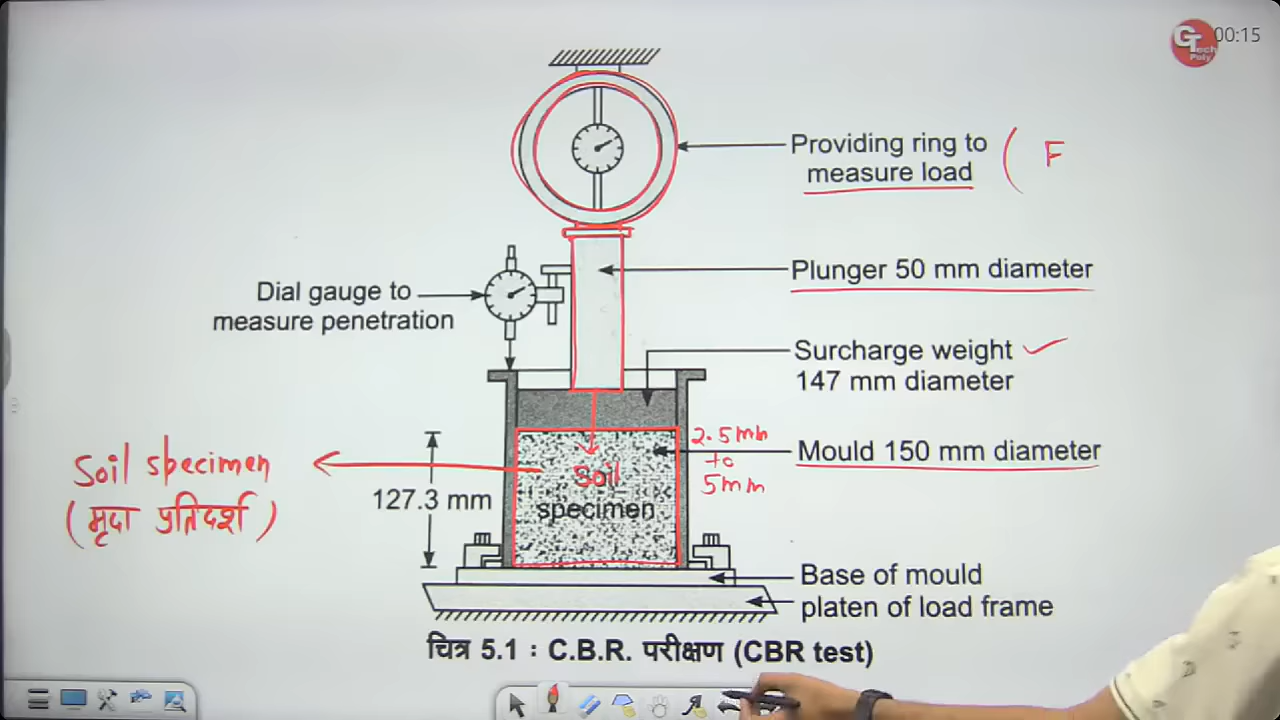 GTech Poly
00:15
Providing ring to
measure load
( F
Plunger 50 mm diameter
Dial gauge to
measure penetration
Surcharge weight
147 mm diameter
2.5mm
to
5mm
Mould 150 mm diameter
Soil specimen
(मृदा प्रतिदर्श)
127.3 mm
Soil
specimen
Base of mould
platen of load frame
चित्र 5.1 : C.B.R. परीक्षण (CBR test)